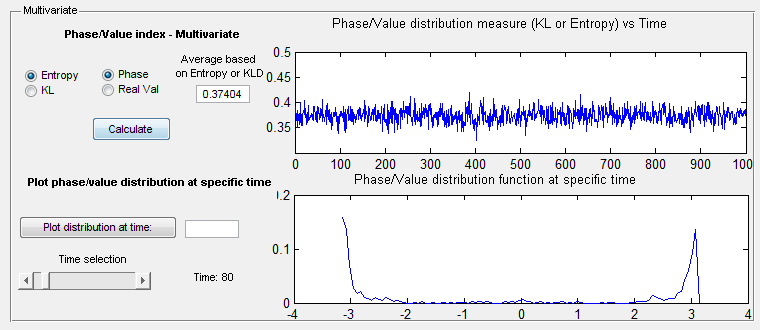 Multivariate
Phase/Value index - Multivariate
Entropy
KL
Phase
Real Val
Average based
on Entropy or KLD
0.37404
Calculate
Phase/Value distribution measure (KL or Entropy) vs Time
0.5
0.45
0.4
0.35
0 100 200 300 400 500 600 700 800 900 1000
Plot phase/value distribution at specific time
Plot distribution at time:
Time selection
Time: 80
Phase/Value distribution function at specific time
0.2
0.1
0
-4 -3 -2 -1 0 1 2 3 4